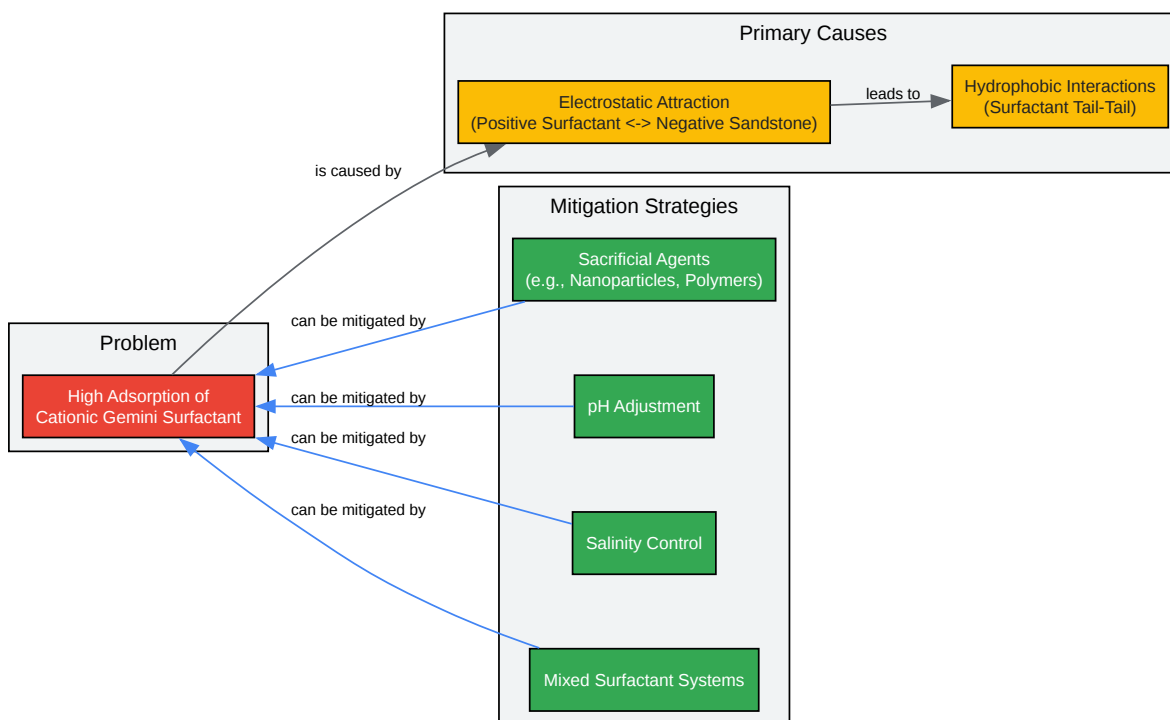 Primary Causes
Electrostatic Attraction
(Positive Surfactant <-> Negative Sandstone)
leads to
Hydrophobic Interactions
(Surfactant Tail-Tail)
is caused by
Mitigation Strategies
Sacrificial Agents
(e.g., Nanoparticles, Polymers)
can be mitigated by
Problem
High Adsorption of
Cationic Gemini Surfactant
can be mitigated by
pH Adjustment
can be mitigated by
Salinity Control
can be mitigated by
Mixed Surfactant Systems